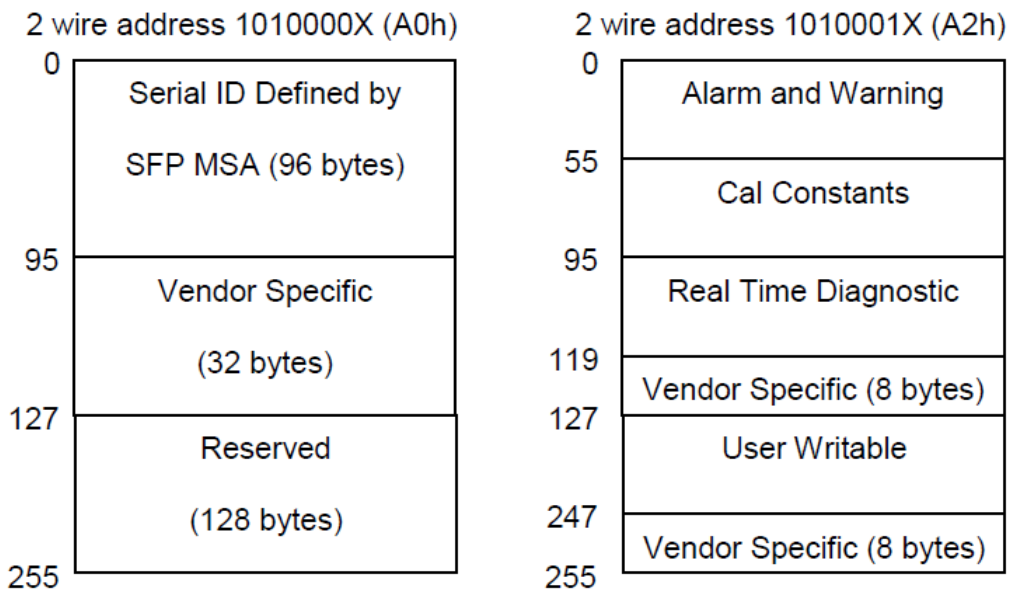 2 wire address 1010000X (A0h)
0
Serial ID Defined by
SFP MSA (96 bytes)
95
Vendor Specific
(32 bytes)
127
Reserved
(128 bytes)
255
2 wire address 1010001X (A2h)
0
Alarm and Warning
55
Cal Constants
95
Real Time Diagnostic
119
Vendor Specific (8 bytes)
127
User Writable
247
Vendor Specific (8 bytes)
255